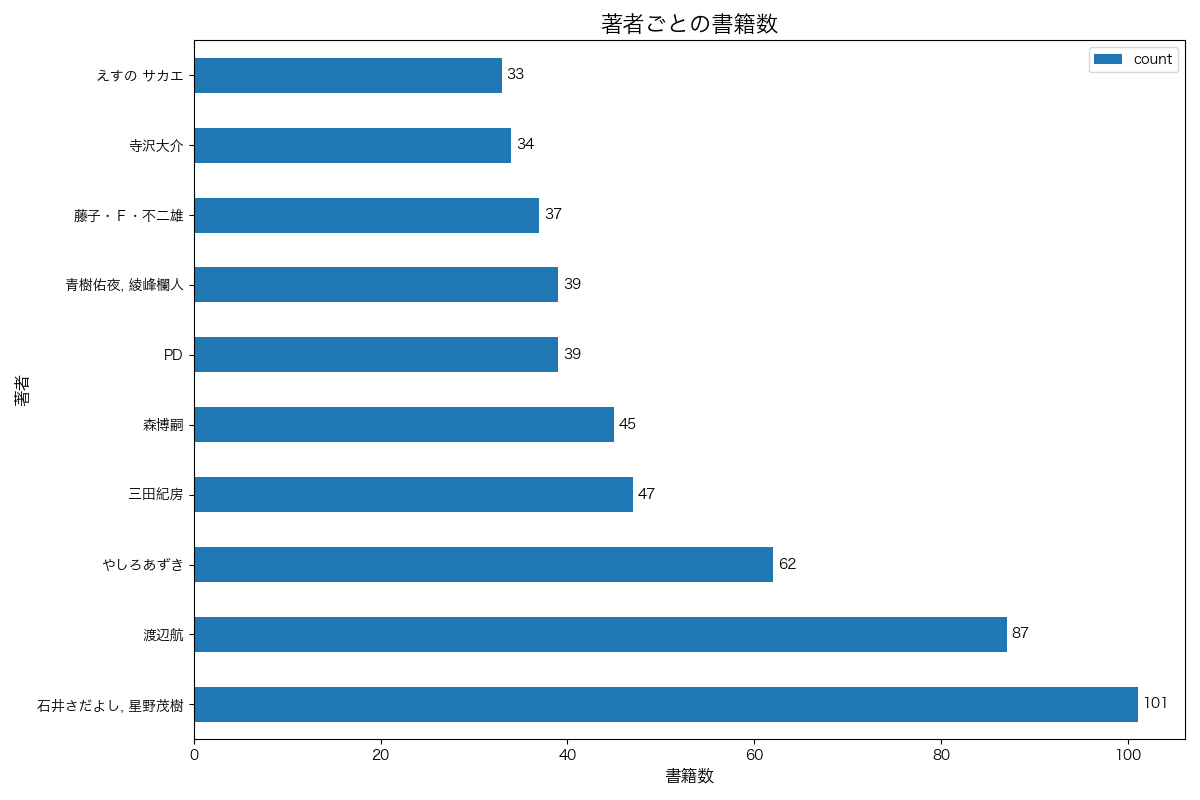 著者ごとの書籍数
count
えすの サカエ 33
寺沢大介 34
藤子・Ｆ・不二雄 37
青樹佑夜, 綾峰欄人 39
PD 39
森博嗣 45
三田紀房 47
やしろあずき 62
渡辺航 87
石井さだよし, 星野茂樹 101
著者
0 20 40 60 80 100
書籍数